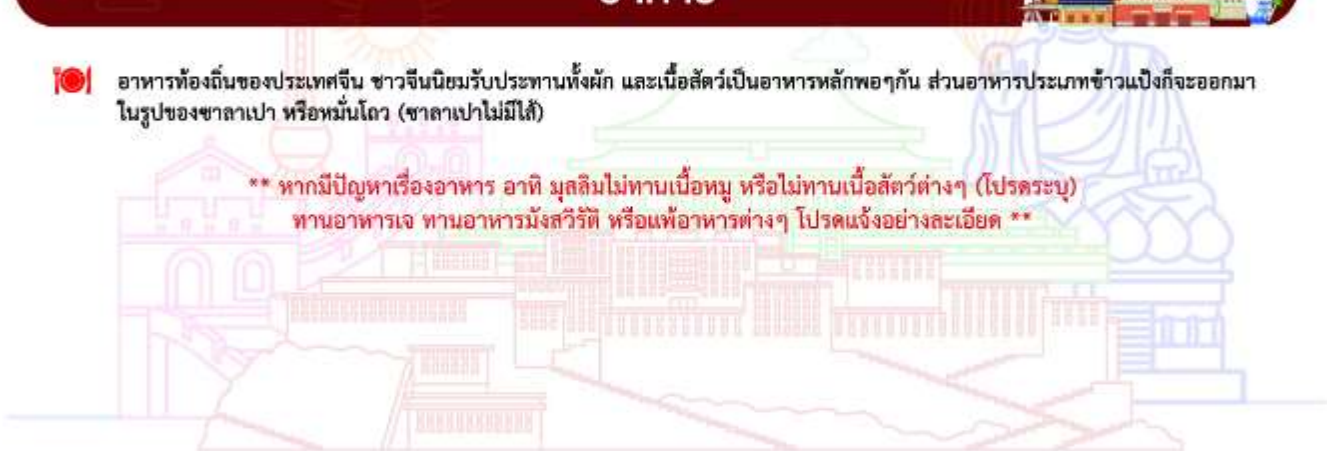 อาหารท้องถิ่นของประเทศจีน ชาวจีนนิยมรับประทานทั้งผัก และเนื้อสัตว์เป็นอาหารหลักพอๆกัน ส่วนอาหารประเภทข้าวแป้งก็จะออกมา
ในรูปของซาลาเปา หรือหมั่นโถว (ซาลาเปาไม่มีไส้)
** หากมีปัญหาเรื่องอาหาร อาทิ มุสลิมไม่ทานเนื้อหมู หรือไม่ทานเนื้อสัตว์ต่างๆ (โปรดระบุ)
ทานอาหารเจ ทานอาหารมังสวิรัติ หรือแพ้อาหารต่างๆ โปรดแจ้งอย่างละเอียด **